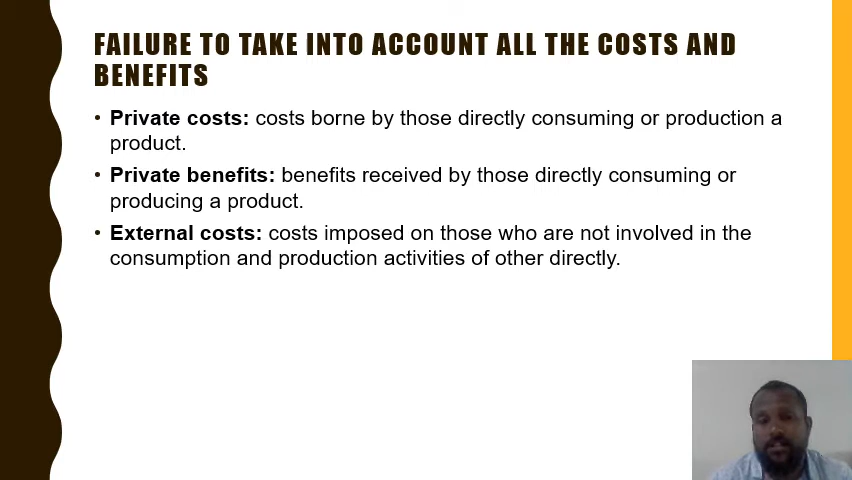 FAILURE TO TAKE INTO ACCOUNT ALL THE COSTS AND
BENEFITS
• Private costs: costs borne by those directly consuming or production a
product.
• Private benefits: benefits received by those directly consuming or
producing a product.
• External costs: costs imposed on those who are not involved in the
consumption and production activities of other directly.